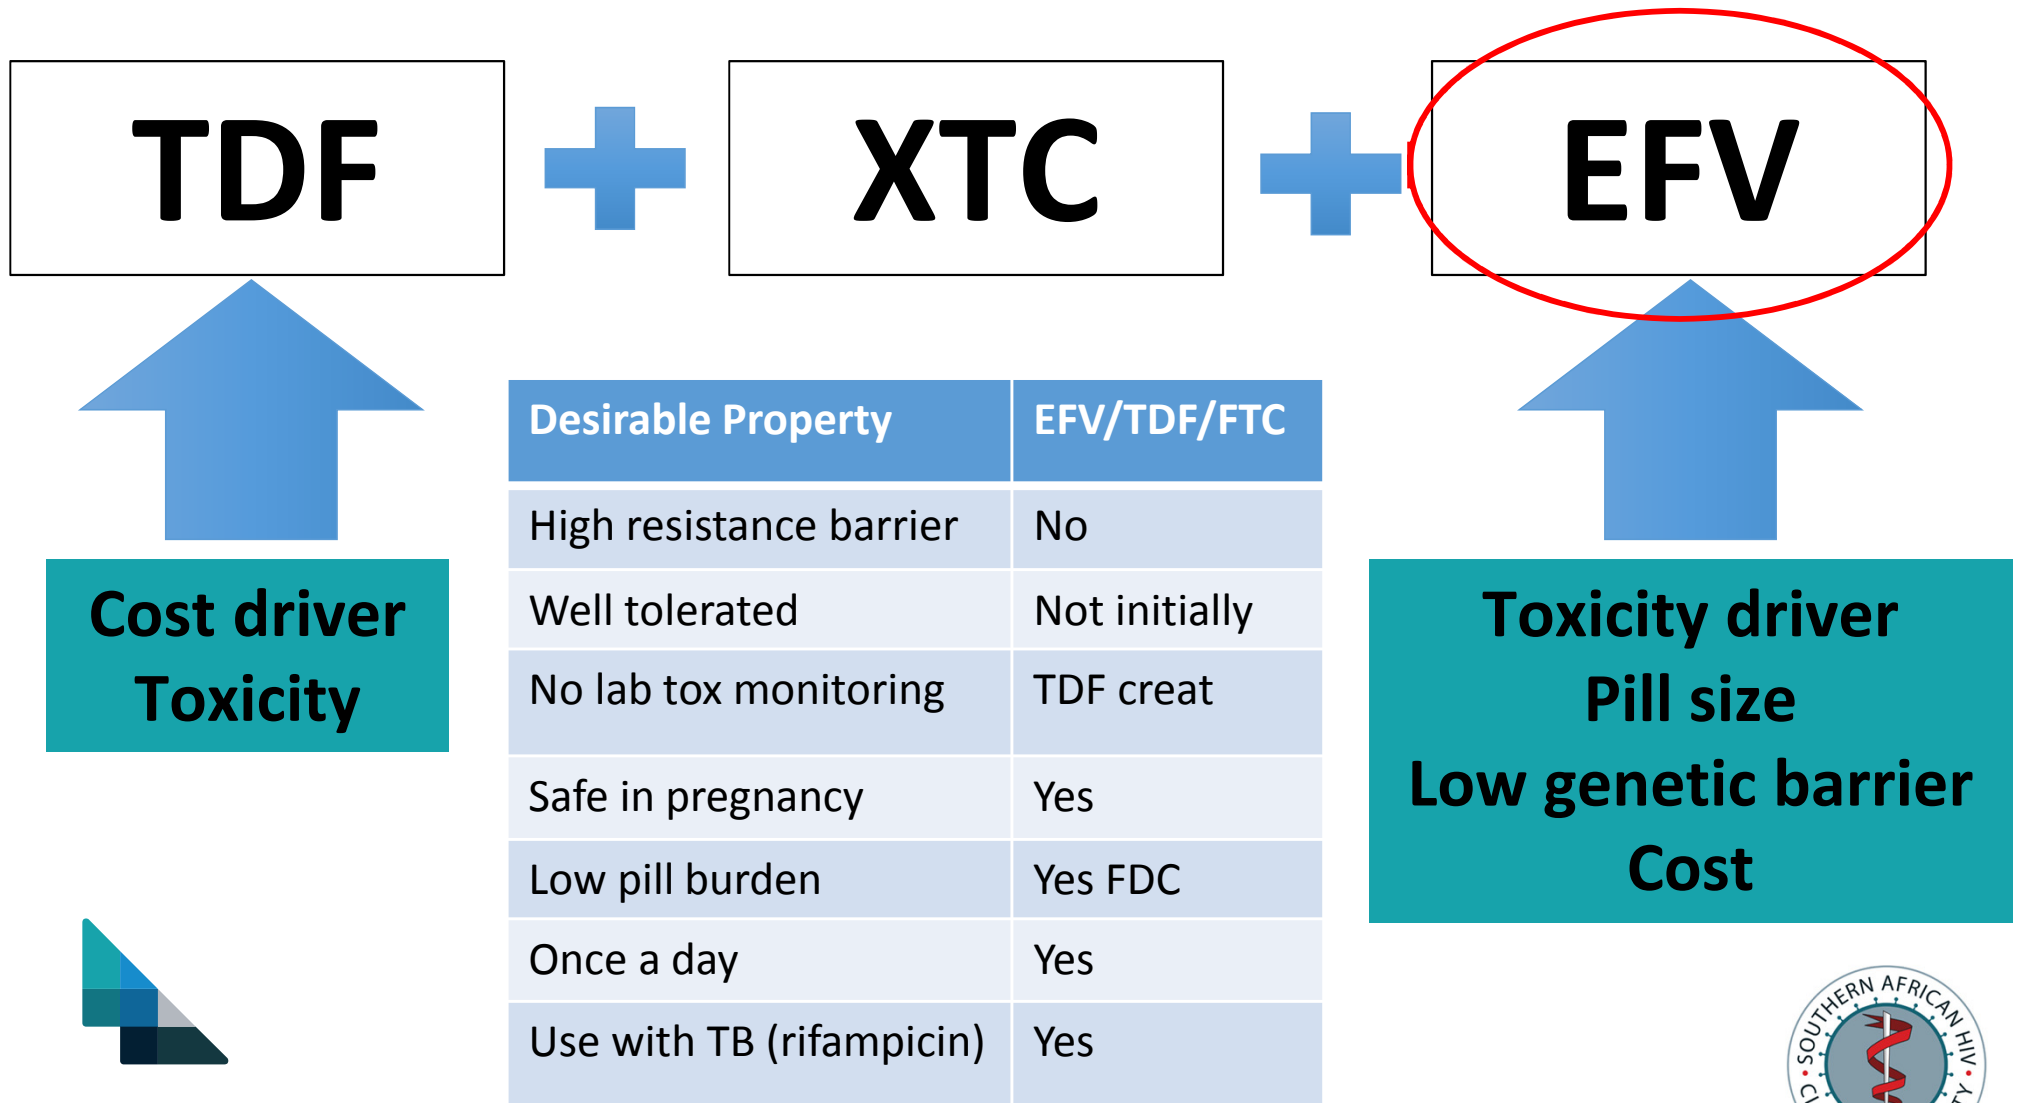 TDF
XTC
EFV
Cost driver
Toxicity
Desirable Property EFV/TDF/FTC
High resistance barrier No
Well tolerated Not initially
No lab tox monitoring TDF creat
Safe in pregnancy Yes
Low pill burden Yes FDC
Once a day Yes
Use with TB (rifampicin) Yes
Toxicity driver
Pill size
Low genetic barrier
Cost
SOUTHERN AFRICAN HIV